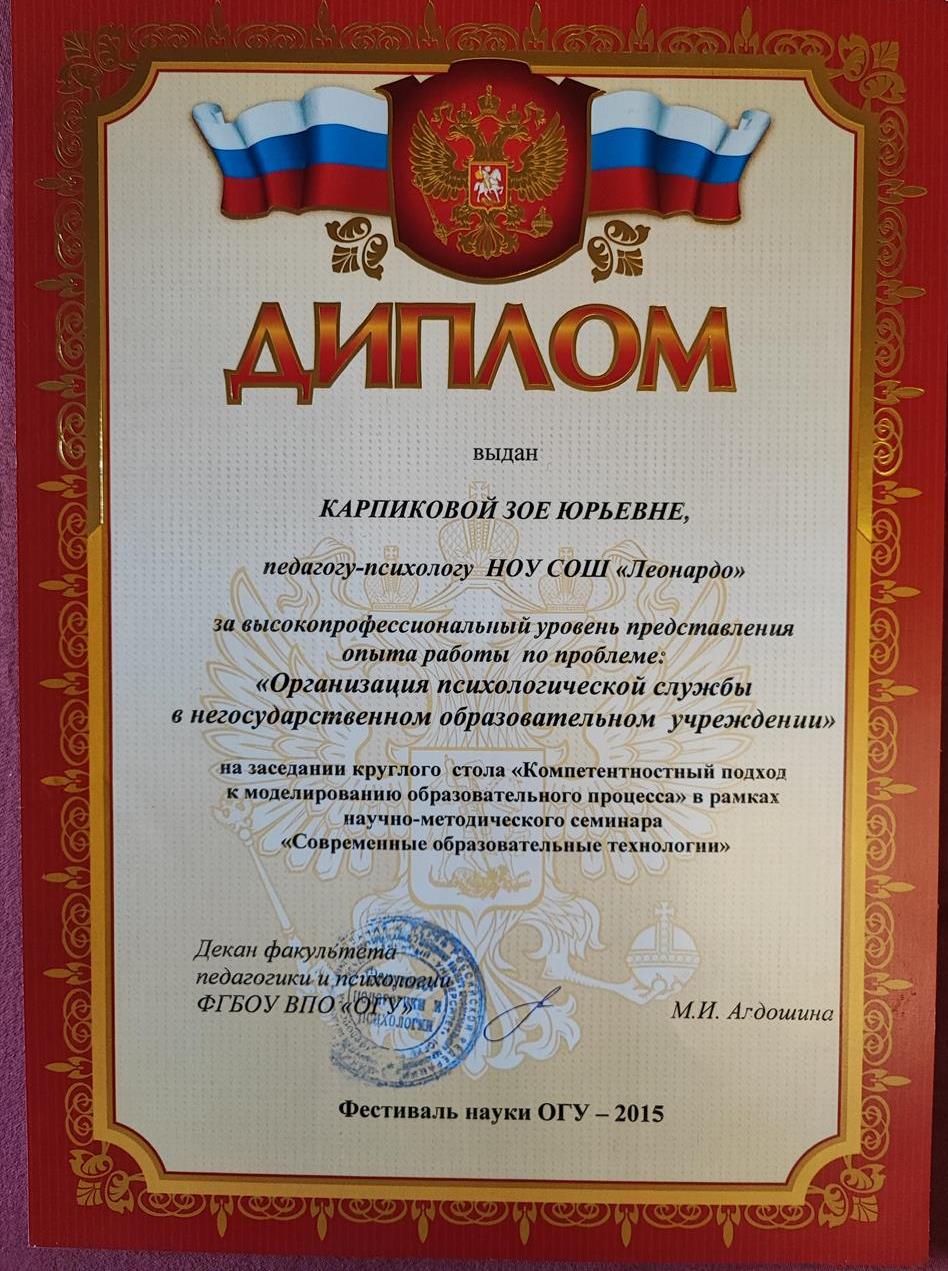 ДИПЛОМ
выдан
КАРПИКОВОЙ ЗОЕ ЮРЬЕВНЕ,
педагогу-психологу НОУ СОШ «Леонардо»
за высокопрофессиональный уровень представления
опыта работы по проблеме:
«Организация психологической службы
в негосударственном образовательном учреждении»
на заседании круглого стола «Компетентностный подход
к моделированию образовательного процесса» в рамках
научно-методического семинара
«Современные образовательные технологии»
Декан факультета
педагогики и психологии
ФГБОУ ВПО «ОГУ»
педагогики и
психологии
М.И. Агдошина
Фестиваль науки ОГУ – 2015